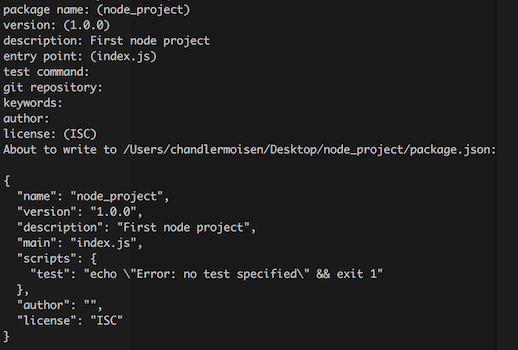 package name: (node_project)
version: (1.0.0)
description: First node project
entry point: (index.js)
test command:
git repository:
keywords:
author:
license: (ISC)
About to write to /Users/chandlermoisen/Desktop/node_project/package.json:

{
  "name": "node_project",
  "version": "1.0.0",
  "description": "First node project",
  "main": "index.js",
  "scripts": {
    "test": "echo \"Error: no test specified\" && exit 1"
  },
  "author": "",
  "license": "ISC"
}